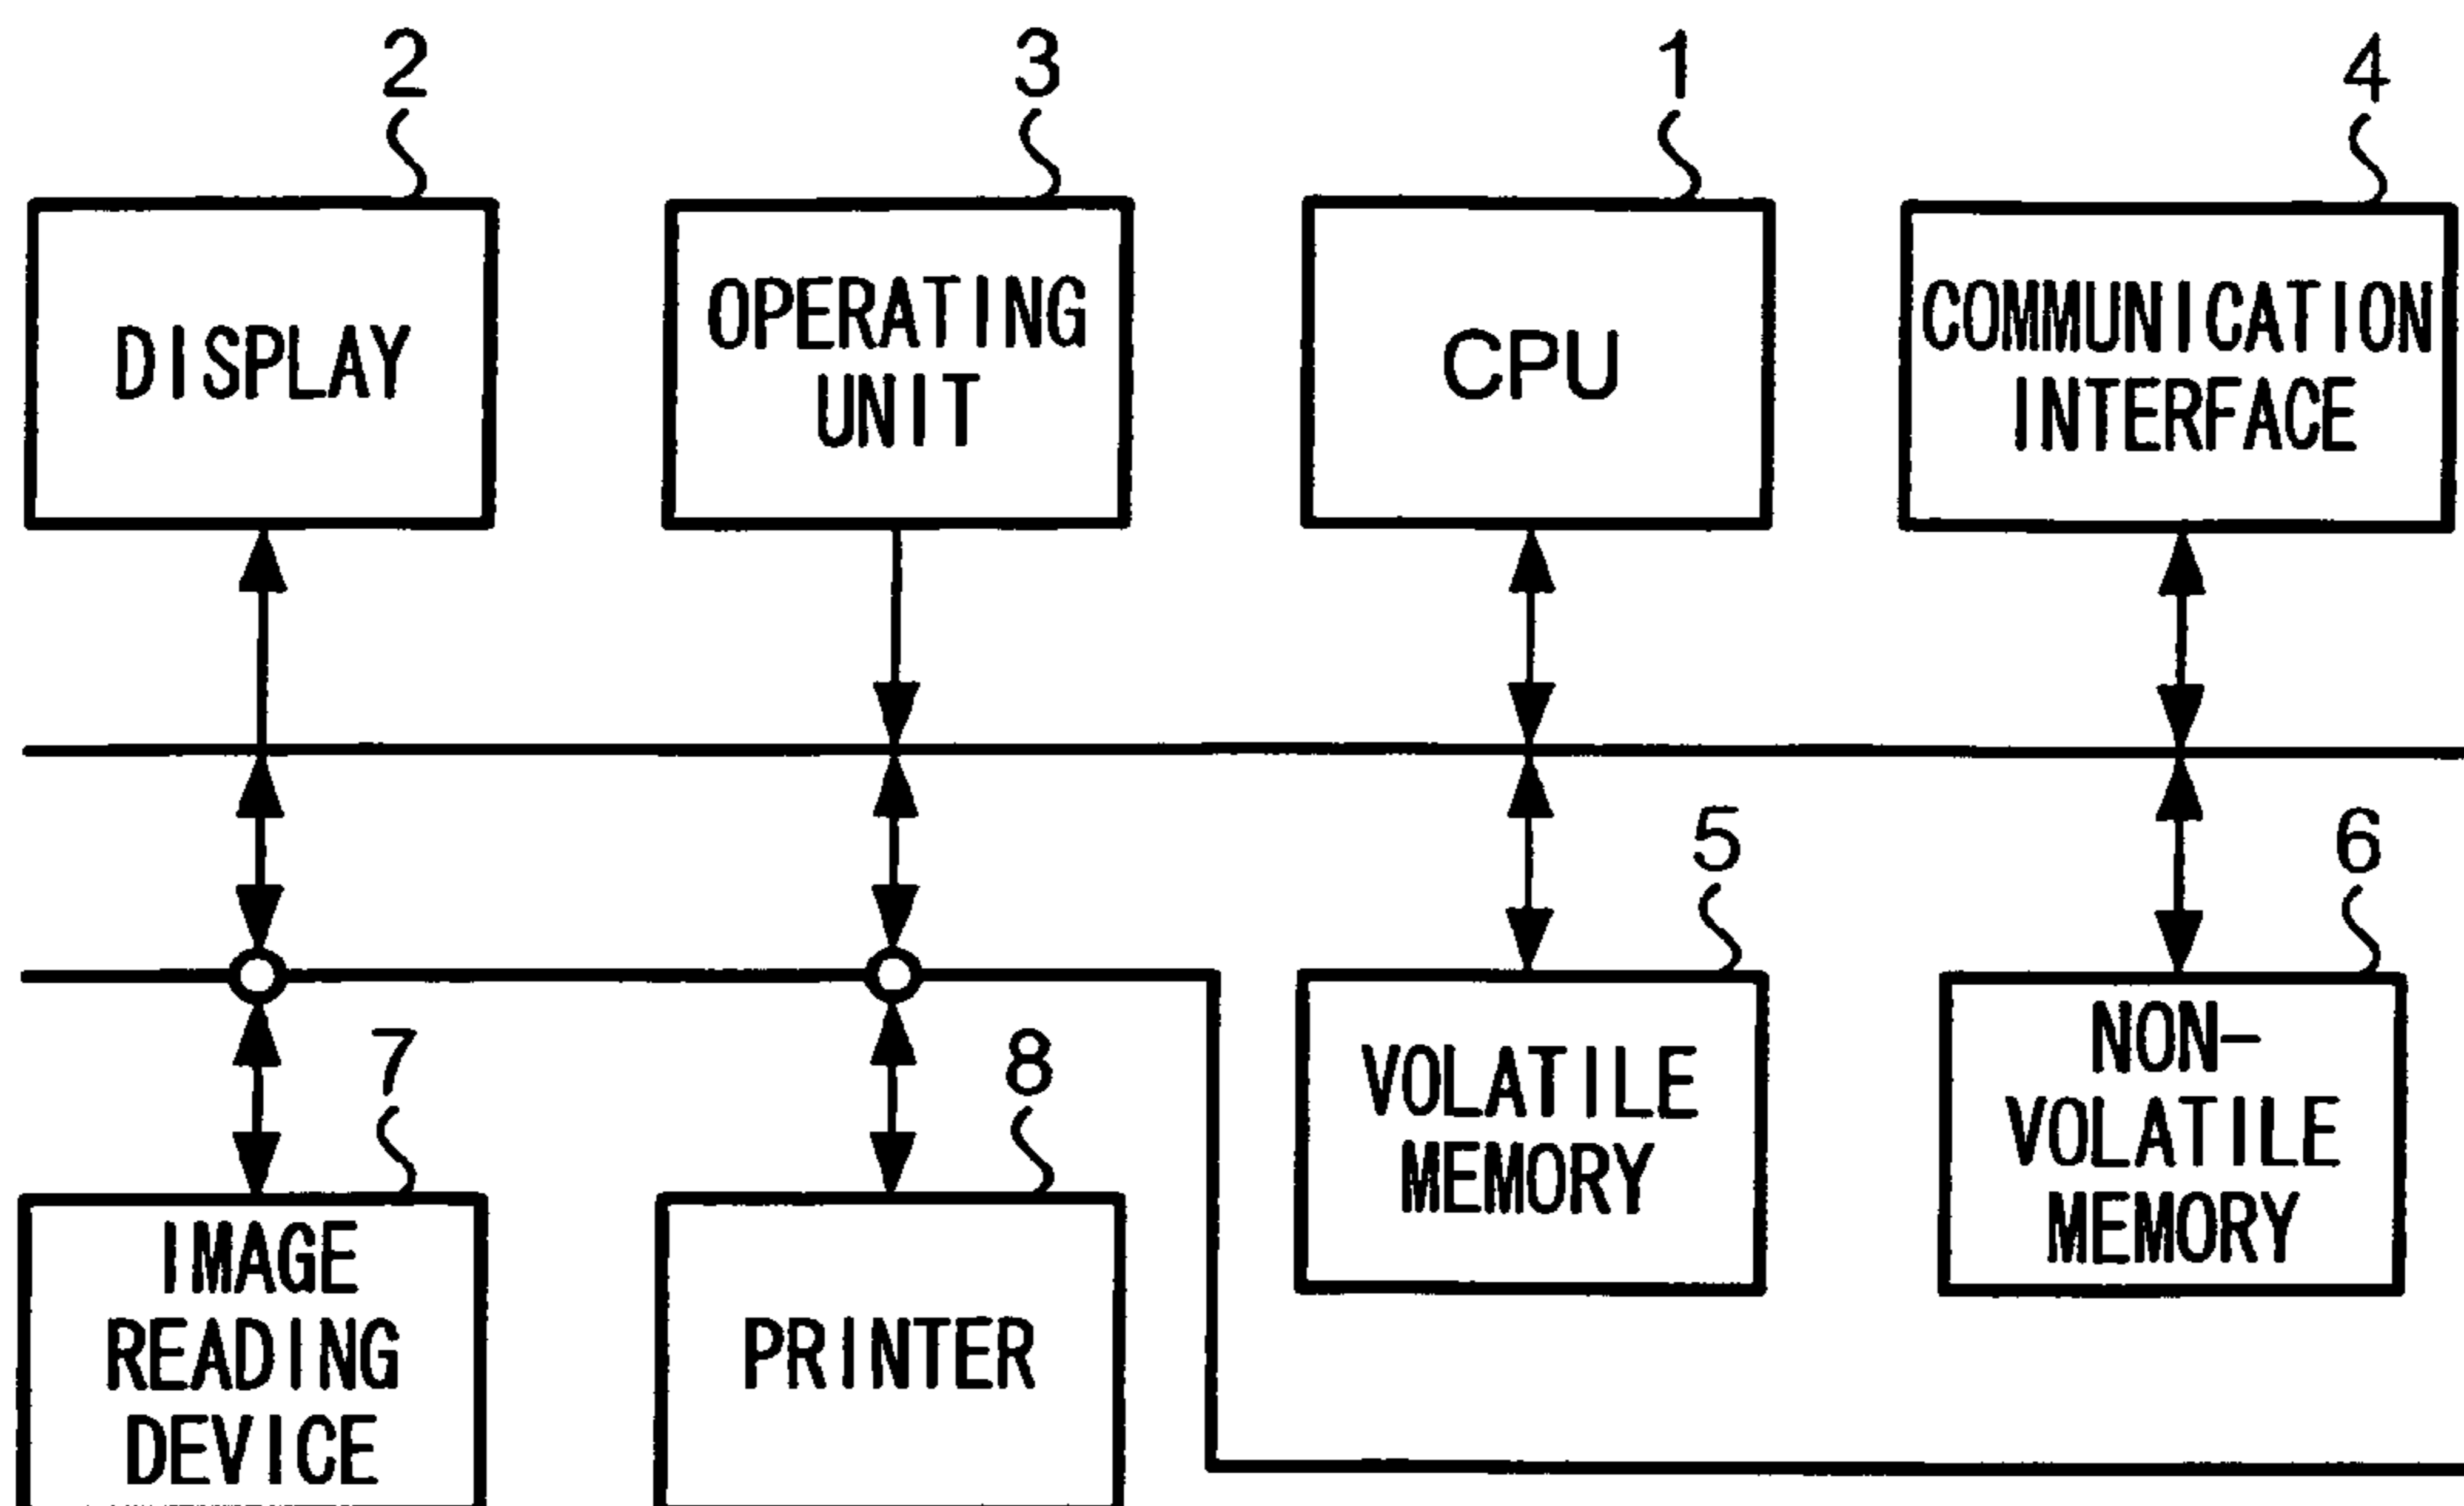 2
3
1
4
DISPLAY
OPERATING
UNIT
CPU
COMMUNICATION
INTERFACE
5
6
7
8
VOLATILE
MEMORY
NON-
VOLATILE
MEMORY
IMAGE
READING
DEVICE
PRINTER